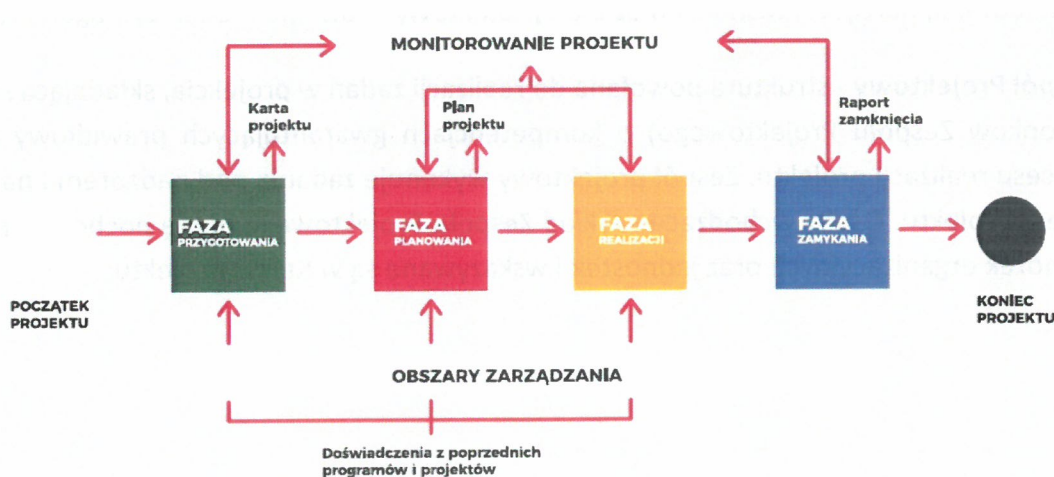 MONITOROWANIE PROJEKTU
Karta
projektu
Plan
projektu
Raport
zamknięcia
FAZA
PRZYGOTOWANIA
FAZA
PLANOWANIA
FAZA
REALIZACJI
FAZA
ZAMYKANIA
POCZĄTEK
PROJEKTU
KONIEC
PROJEKTU
OBSZARY ZARZĄDZANIA
Doświadczenia z poprzednich
programów i projektów